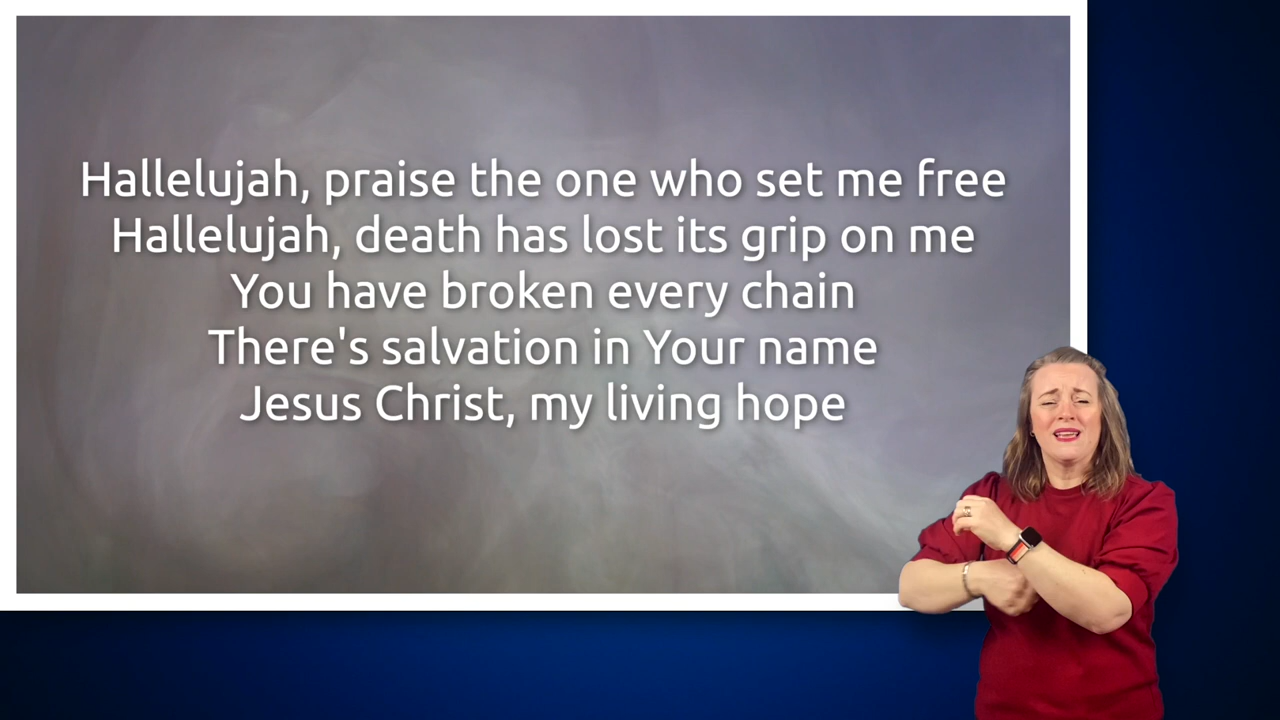 Hallelujah, praise the one who set me free
Hallelujah, death has lost its grip on me
You have broken every chain
There's salvation in Your name
Jesus Christ, my living hope